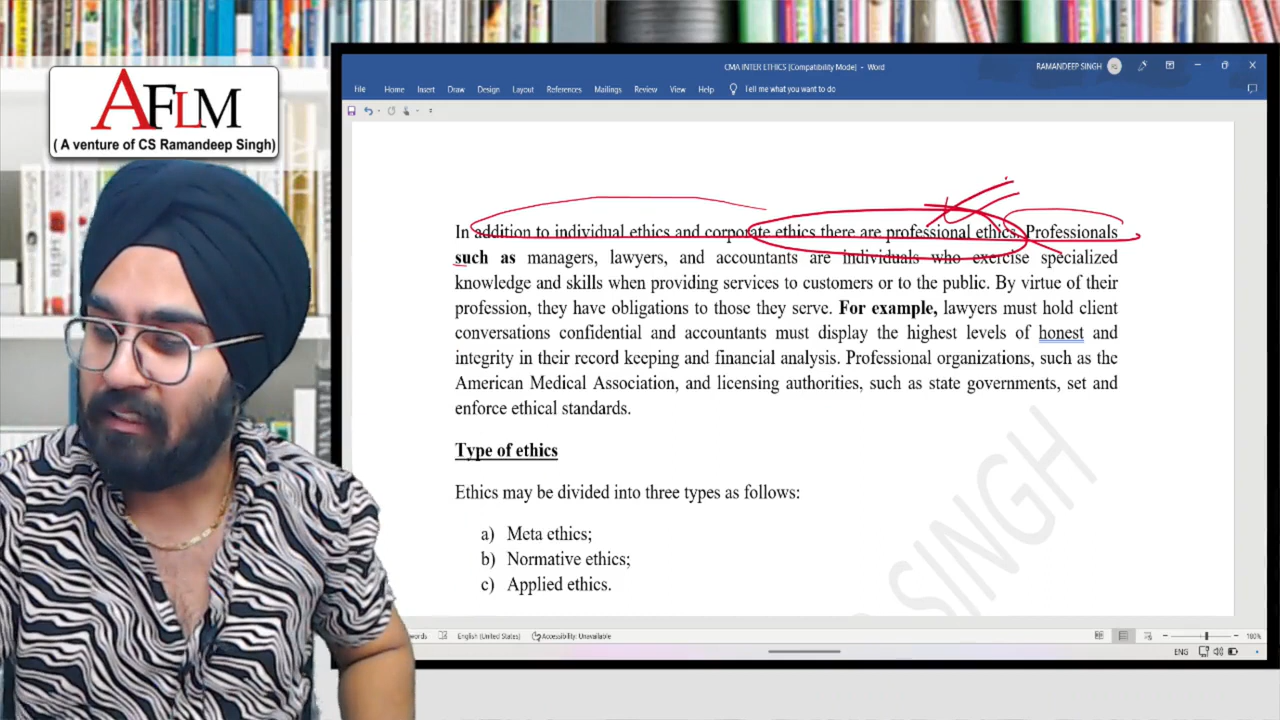 AFLM
( A venture of CS Ramandeep Singh)
CMA INTER ETHICS [Compatibility Mode] - Word
RAMANDEEP SINGH
RS
File Home Insert Draw Design Layout References Mailings Review View Help Tell me what you want to do
In addition to individual ethics and corporate ethics there are professional ethics. Professionals
such as managers, lawyers, and accountants are individuals who exercise specialized
knowledge and skills when providing services to customers or to the public. By virtue of their
profession, they have obligations to those they serve. For example, lawyers must hold client
conversations confidential and accountants must display the highest levels of honest and
integrity in their record keeping and financial analysis. Professional organizations, such as the
American Medical Association, and licensing authorities, such as state governments, set and
enforce ethical standards.
Type of ethics
Ethics may be divided into three types as follows:
a) Meta ethics;
b) Normative ethics;
c) Applied ethics.
SINGH
words English (United States) Accessibility: Unavailable 180%
ENG